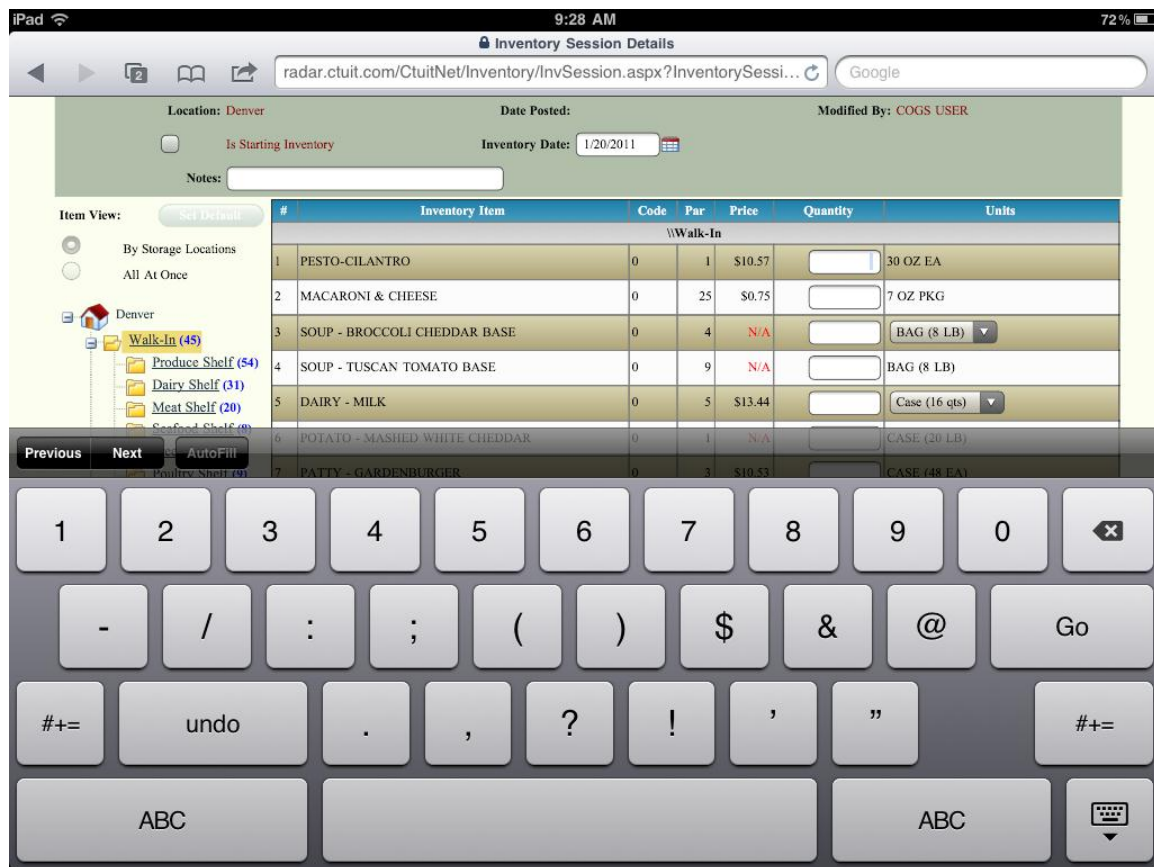 iPad 9:28 AM 72%
Inventory Session Details
2 radar.ctuit.com/CtuitNet/Inventory/InvSession.aspx?InventorySessi... Google
Location: Denver Date Posted: Modified By: COGS USER
Is Starting Inventory Inventory Date: 1/20/2011
Notes:
Item View: Set Default
By Storage Locations
All At Once
Denver
Walk-In (45)
Produce Shelf (54)
Dairy Shelf (31)
Meat Shelf (20)
Seafood Shelf (8)
Poultry Shelf (9)
# Inventory Item Code Par Price Quantity Units
\\Walk-In
1 PESTO-CILANTRO 0 1 $10.57 30 OZ EA
2 MACARONI & CHEESE 0 25 $0.75 7 OZ PKG
3 SOUP - BROCCOLI CHEDDAR BASE 0 4 N/A BAG (8 LB)
4 SOUP - TUSCAN TOMATO BASE 0 9 N/A BAG (8 LB)
5 DAIRY - MILK 0 5 $13.44 Case (16 qts)
6 POTATO - MASHED WHITE CHEDDAR 0 1 N/A CASE (20 LB)
7 PATTY - GARDENBURGER 0 3 $10.53 CASE (48 EA)
Previous Next AutoFill
1 2 3 4 5 6 7 8 9 0
- / : ; ( ) $ & @ Go
#+= undo . , ? ! ’ ” #+=
ABC ABC